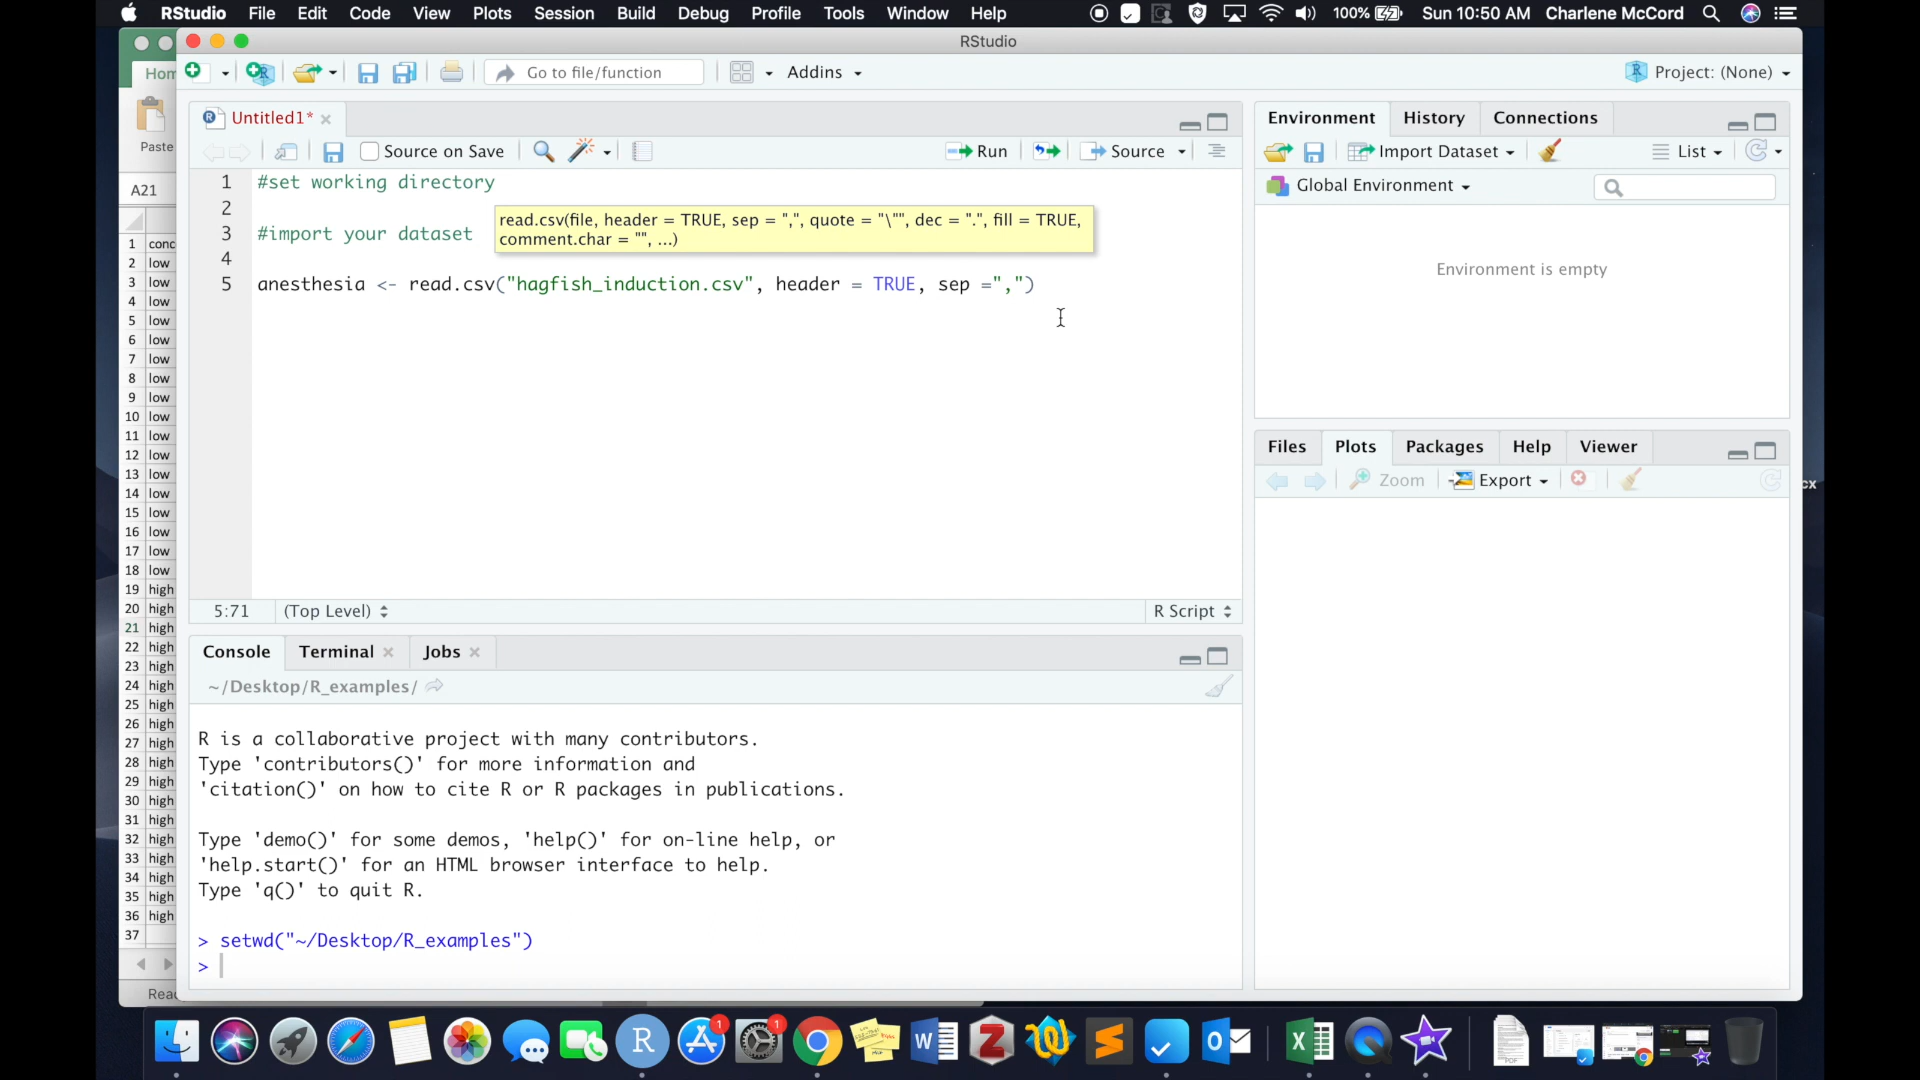 RStudio File Edit Code View Plots Session Build Debug Profile Tools Window Help 100% Sun 10:50 AM Charlene McCord
RStudio
Go to file/function Addins Project: (None)
Hom
Paste
A21
Untitled1*
Source on Save Run Source
1 #set working directory
2
3 #import your dataset
4
5 anesthesia <- read.csv("hagfish_induction.csv", header = TRUE, sep =",")
read.csv(file, header = TRUE, sep = ",", quote = "\"", dec = ".", fill = TRUE,
comment.char = "", ...)
5:71 (Top Level) R Script
Environment History Connections
Import Dataset List
Global Environment
Environment is empty
Files Plots Packages Help Viewer
Zoom Export
Console Terminal Jobs
~/Desktop/R_examples/
R is a collaborative project with many contributors.
Type 'contributors()' for more information and
'citation()' on how to cite R or R packages in publications.
Type 'demo()' for some demos, 'help()' for on-line help, or
'help.start()' for an HTML browser interface to help.
Type 'q()' to quit R.
> setwd("~/Desktop/R_examples")
>
1 conc
2 low
3 low
4 low
5 low
6 low
7 low
8 low
9 low
10 low
11 low
12 low
13 low
14 low
15 low
16 low
17 low
18 low
19 high
20 high
21 high
22 high
23 high
24 high
25 high
26 high
27 high
28 high
29 high
30 high
31 high
32 high
33 high
34 high
35 high
36 high
37
Read
cx
1
1
PDF